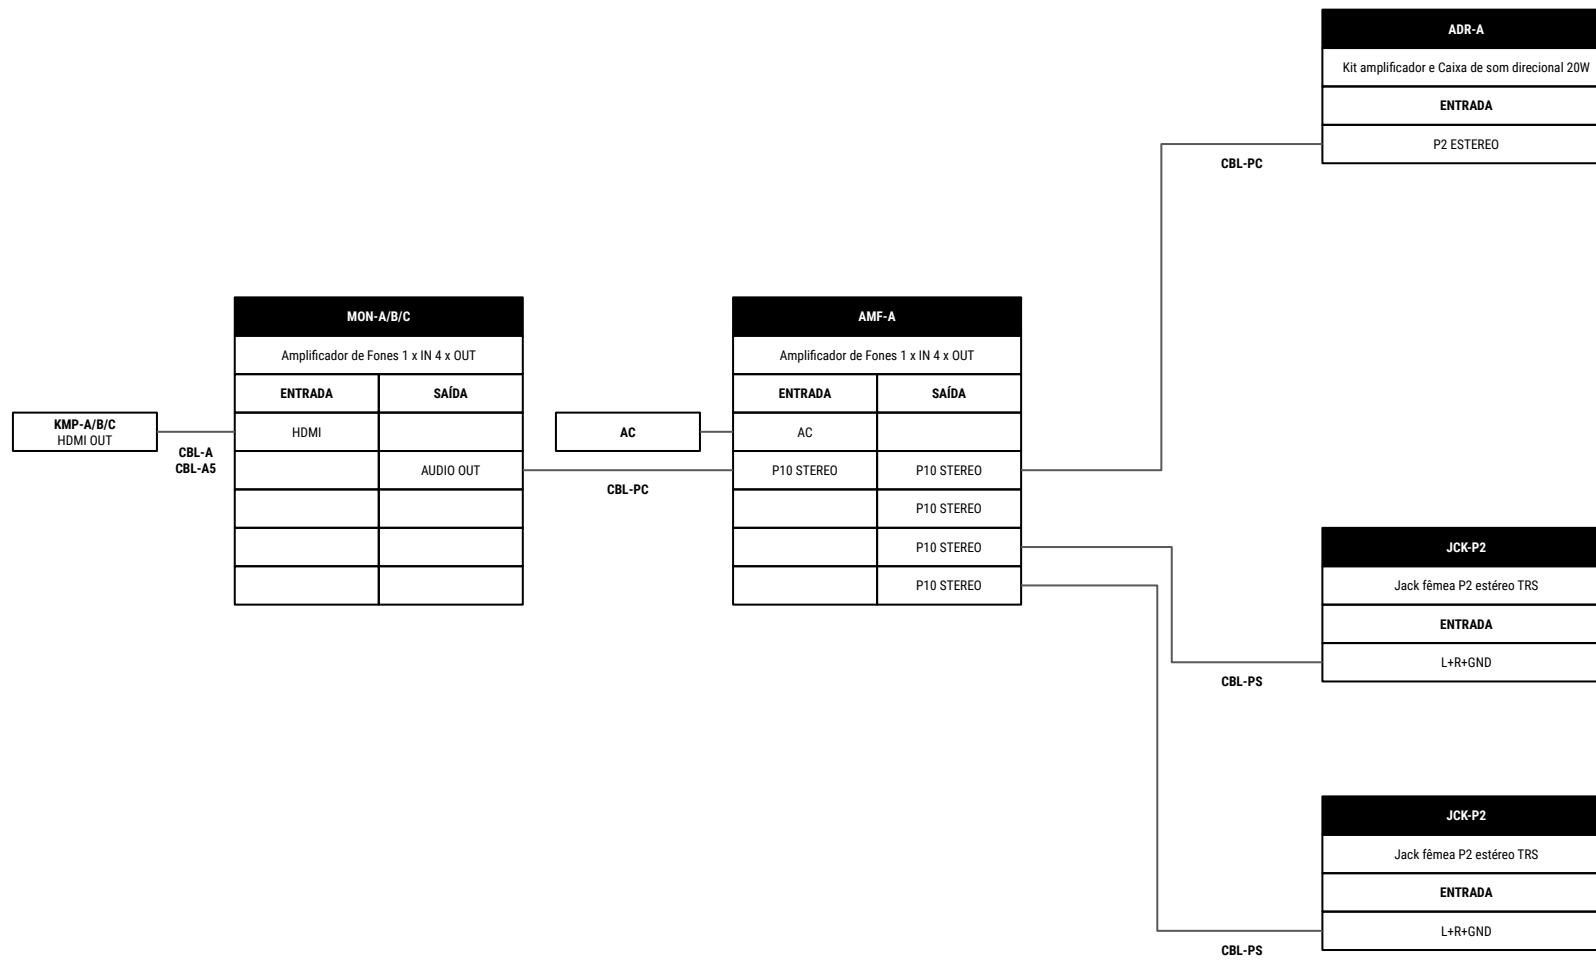 ADR-A
Kit amplificador e Caixa de som direcional 20W
ENTRADA
P2 ESTEREO
CBL-PC
MON-A/B/C
Amplificador de Fones 1 x IN 4 x OUT
ENTRADA SAÍDA
HDMI
AUDIO OUT
KMP-A/B/C
HDMI OUT
CBL-A
CBL-A5
AC
CBL-PC
AMF-A
Amplificador de Fones 1 x IN 4 x OUT
ENTRADA SAÍDA
AC
P10 STEREO P10 STEREO
P10 STEREO
P10 STEREO
P10 STEREO
JCK-P2
Jack fêmea P2 estéreo TRS
ENTRADA
L+R+GND
CBL-PS
JCK-P2
Jack fêmea P2 estéreo TRS
ENTRADA
L+R+GND
CBL-PS